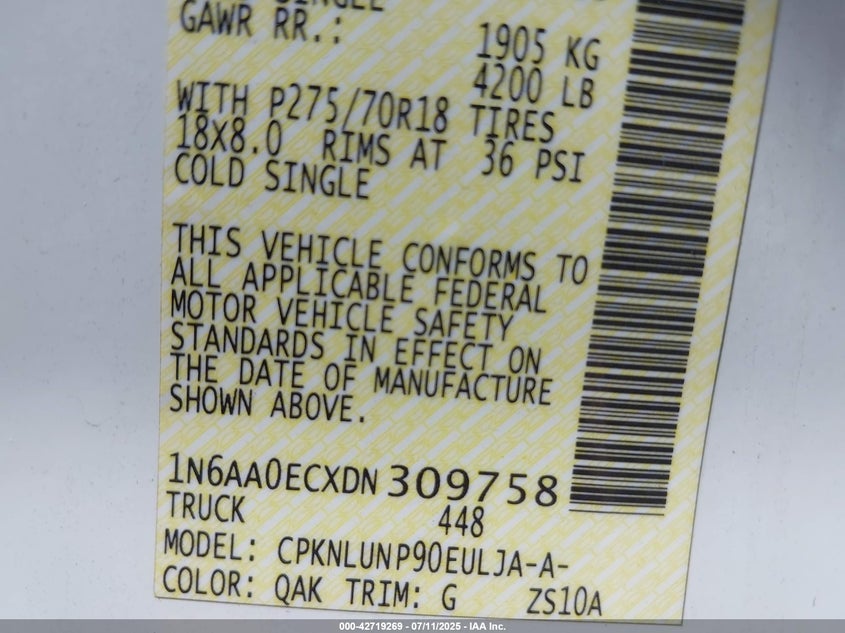 GAWR RR.: 1905 KG
4200 LB
WITH P275/70R18 TIRES
18X8.0 RIMS AT 36 PSI
COLD SINGLE
THIS VEHICLE CONFORMS TO
ALL APPLICABLE FEDERAL
MOTOR VEHICLE SAFETY
STANDARDS IN EFFECT ON
THE DATE OF MANUFACTURE
SHOWN ABOVE.
1N6AA0ECXDN309758
TRUCK 448
MODEL: CPKNLUNP90EULJA-A-
COLOR: QAK TRIM: G ZS10A
000-42719269 - 07/11/2025 - IAA Inc.